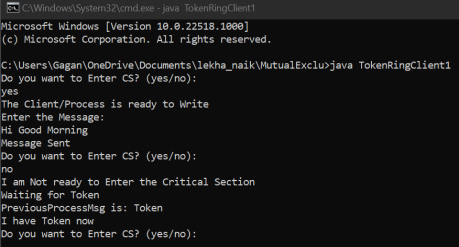 C:\Windows\System32\cmd.exe - java TokenRingClient1
Microsoft Windows [Version 10.0.22518.1000]
(c) Microsoft Corporation. All rights reserved.
C:\Users\Gagan\OneDrive\Documents\lekha_naik\MutualExclu>java TokenRingClient1
Do you want to Enter CS? (yes/no):
yes
The Client/Process is ready to Write
Enter the Message:
Hi Good Morning
Message Sent
Do you want to Enter CS? (yes/no):
no
I am Not ready to Enter the Critical Section
Waiting for Token
PreviousProcessMsg is: Token
I have Token now
Do you want to Enter CS? (yes/no):